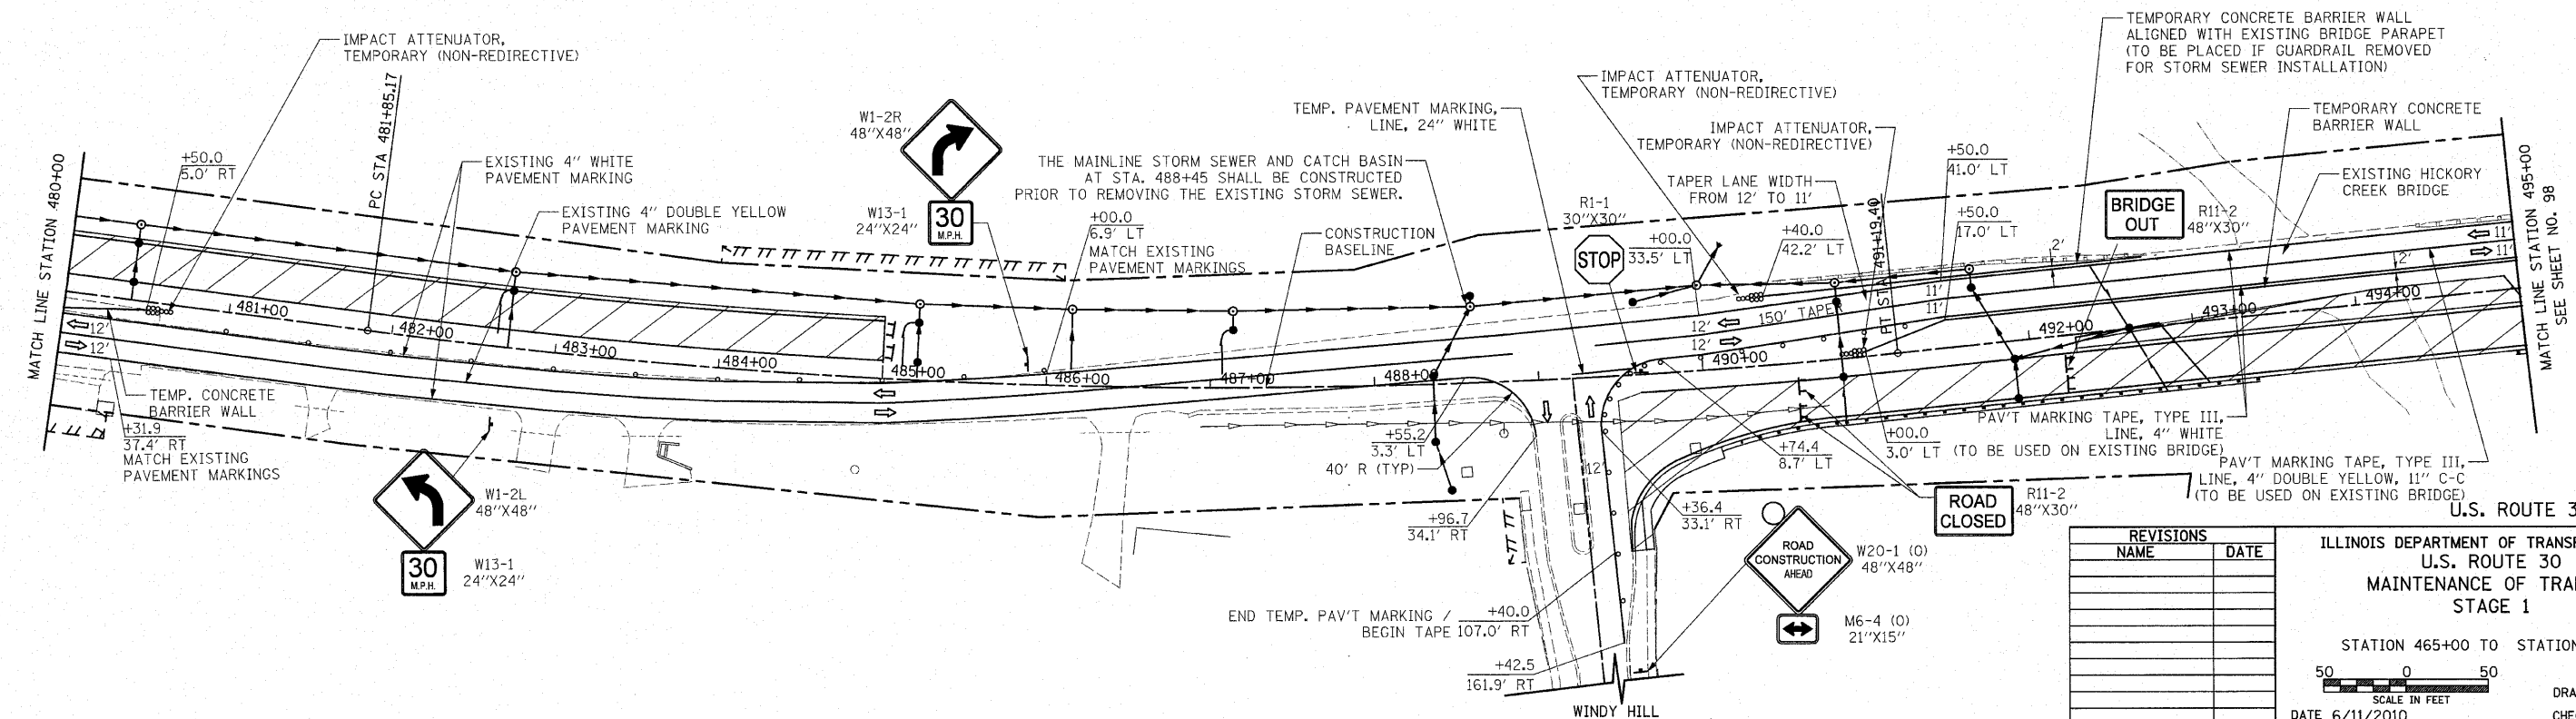 IMPACT ATTENUATOR,
TEMPORARY (NON-REDIRECTIVE)
+50.0
5.0' RT
PC STA 481+85.17
MATCH LINE STATION 480+00
EXISTING 4" WHITE
PAVEMENT MARKING
EXISTING 4" DOUBLE YELLOW
PAVEMENT MARKING
W1-2R
48"X48"
W13-1
24"X24"
30
M.P.H.
THE MAINLINE STORM SEWER AND CATCH BASIN
AT STA. 488+45 SHALL BE CONSTRUCTED
PRIOR TO REMOVING THE EXISTING STORM SEWER.
+00.0
6.9' LT
MATCH EXISTING
PAVEMENT MARKINGS
CONSTRUCTION
BASELINE
TEMP. PAVEMENT MARKING,
LINE, 24" WHITE
IMPACT ATTENUATOR,
TEMPORARY (NON-REDIRECTIVE)
IMPACT ATTENUATOR,
TEMPORARY (NON-REDIRECTIVE)
TAPER LANE WIDTH
FROM 12' TO 11'
R1-1
30"X30"
STOP
+00.0
33.5' LT
+40.0
42.2' LT
PT STA 491+19.40
+50.0
41.0' LT
+50.0
17.0' LT
TEMPORARY CONCRETE BARRIER WALL
ALIGNED WITH EXISTING BRIDGE PARAPET
(TO BE PLACED IF GUARDRAIL REMOVED
FOR STORM SEWER INSTALLATION)
TEMPORARY CONCRETE
BARRIER WALL
EXISTING HICKORY
CREEK BRIDGE
BRIDGE
OUT
R11-2
48"X30"
MATCH LINE STATION 495+00
SEE SHEET NO. 98
2'
2'
11'
11'
11'
11'
12'
12'
150' TAPER
12'
12'
481+00
482+00
483+00
484+00
485+00
486+00
487+00
488+00
490+00
492+00
493+00
494+00
TEMP. CONCRETE
BARRIER WALL
+31.9
37.4' RT
MATCH EXISTING
PAVEMENT MARKINGS
W1-2L
48"X48"
30
M.P.H.
W13-1
24"X24"
+55.2
3.3' LT
40' R (TYP)
+96.7
34.1' RT
12'
+36.4
33.1' RT
+74.4
8.7' LT
+00.0
3.0' LT
PAV'T MARKING TAPE, TYPE III,
LINE, 4" WHITE
(TO BE USED ON EXISTING BRIDGE)
PAV'T MARKING TAPE, TYPE III,
LINE, 4" DOUBLE YELLOW, 11" C-C
(TO BE USED ON EXISTING BRIDGE)
ROAD
CLOSED
R11-2
48"X30"
ROAD
CONSTRUCTION
AHEAD
W20-1 (O)
48"X48"
M6-4 (O)
21"X15"
END TEMP. PAV'T MARKING /
BEGIN TAPE
+40.0
107.0' RT
+42.5
161.9' RT
WINDY HILL
U.S. ROUTE 3
REVISIONS
NAME DATE
ILLINOIS DEPARTMENT OF TRANSP
U.S. ROUTE 30
MAINTENANCE OF TRA
STAGE 1
STATION 465+00 TO STATION
50 0 50
SCALE IN FEET
DATE 6/11/2010
DRA
CHE